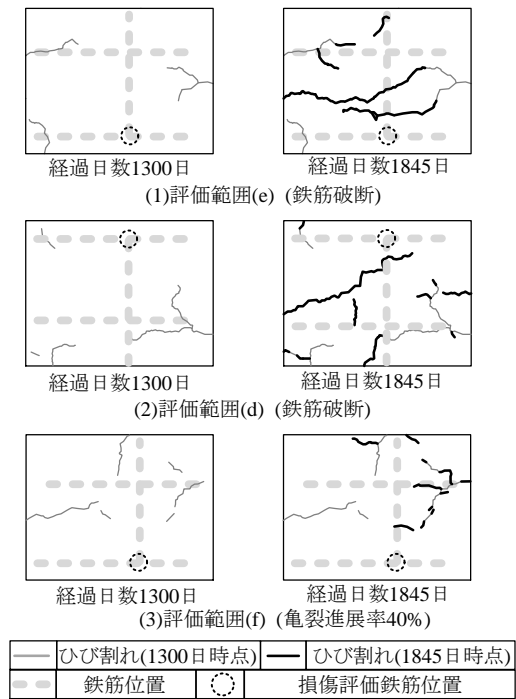 経過日数1300日 経過日数1845日
(1)評価範囲(e) (鉄筋破断)
経過日数1300日 経過日数1845日
(2)評価範囲(d) (鉄筋破断)
経過日数1300日 経過日数1845日
(3)評価範囲(f) (亀裂進展率40%)
ひび割れ(1300日時点) ひび割れ(1845日時点)
鉄筋位置 損傷評価鉄筋位置